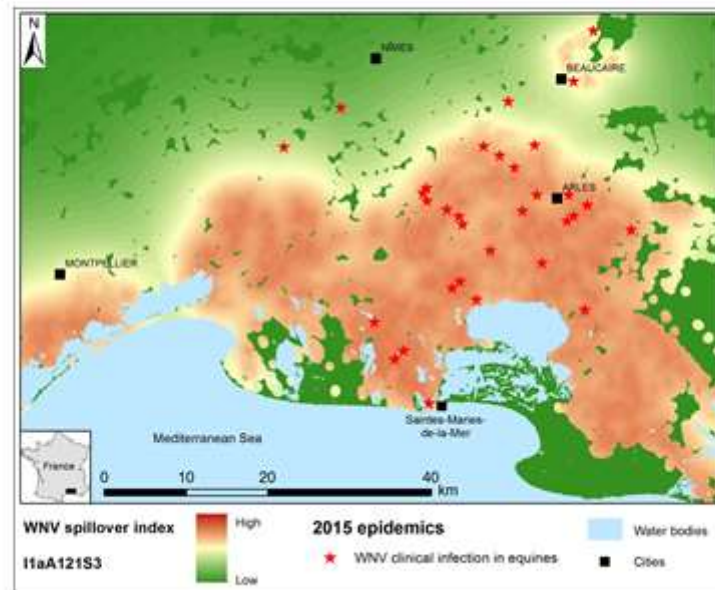 N
NÎMES
BEAUCAIRE
ARLES
MONTPELLIER
Saintes-Maries-
de-la-Mer
Mediterranean Sea
France
0 10 20 40
km
WNV spillover index
I1aA121S3
High
Low
2015 epidemics
WNV clinical infection in equines
Water bodies
Cities